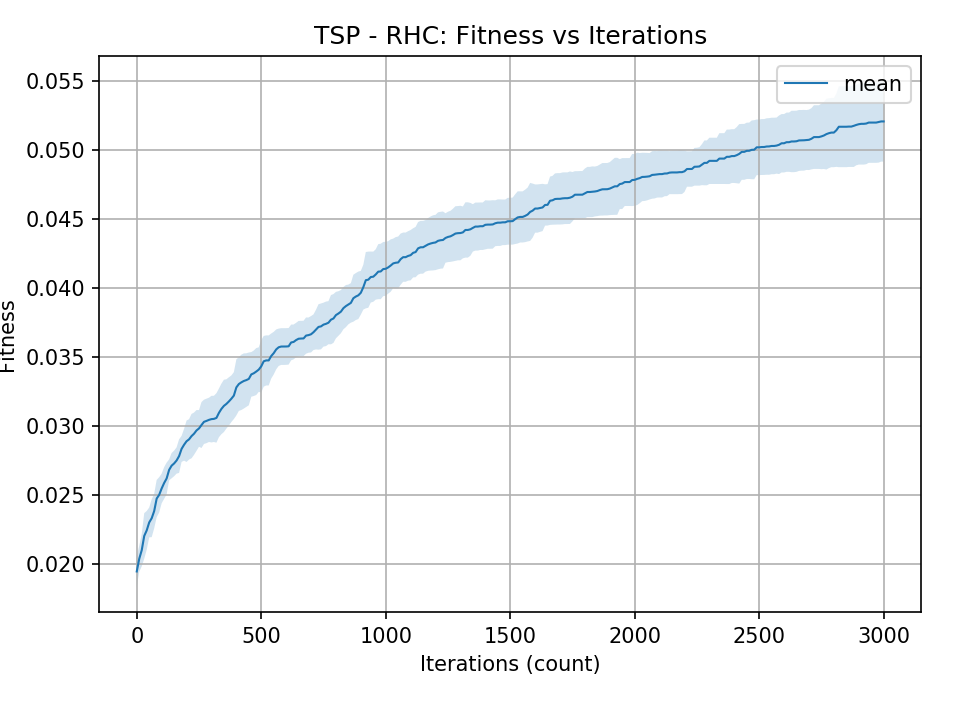 TSP - RHC: Fitness vs Iterations
mean
0.055
0.050
0.045
0.040
0.035
0.030
0.025
0.020
Fitness
0 500 1000 1500 2000 2500 3000
Iterations (count)